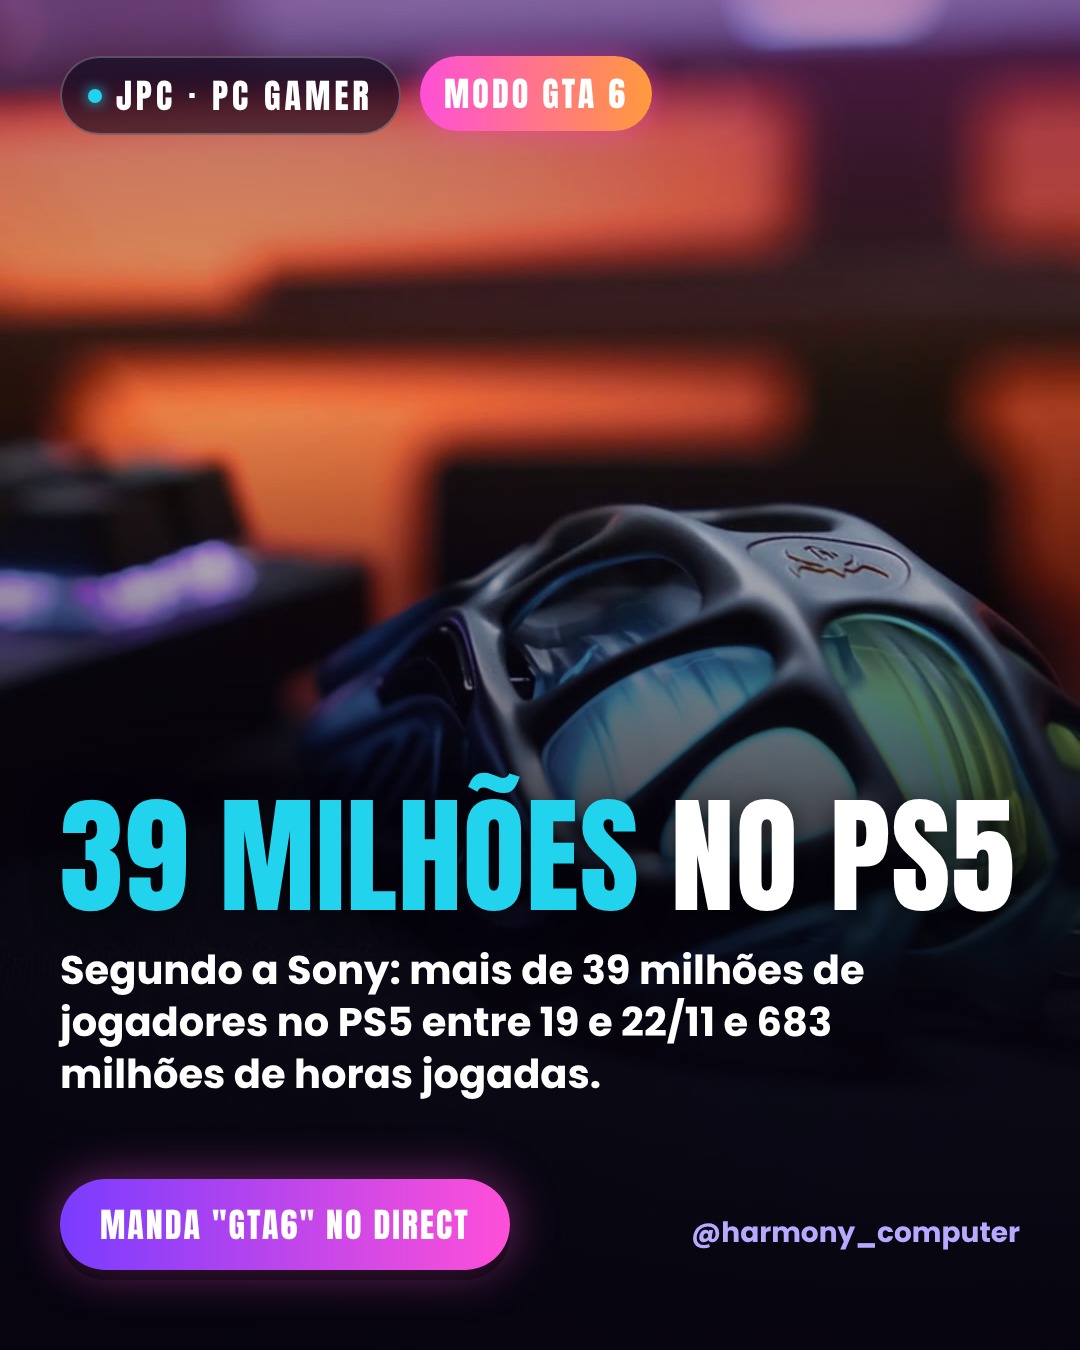 JPC · PC GAMER
MODO GTA 6
39 MILHÕES NO PS5
Segundo a Sony: mais de 39 milhões de
jogadores no PS5 entre 19 e 22/11 e 683
milhões de horas jogadas.
MANDA "GTA6" NO DIRECT
@harmony_computer